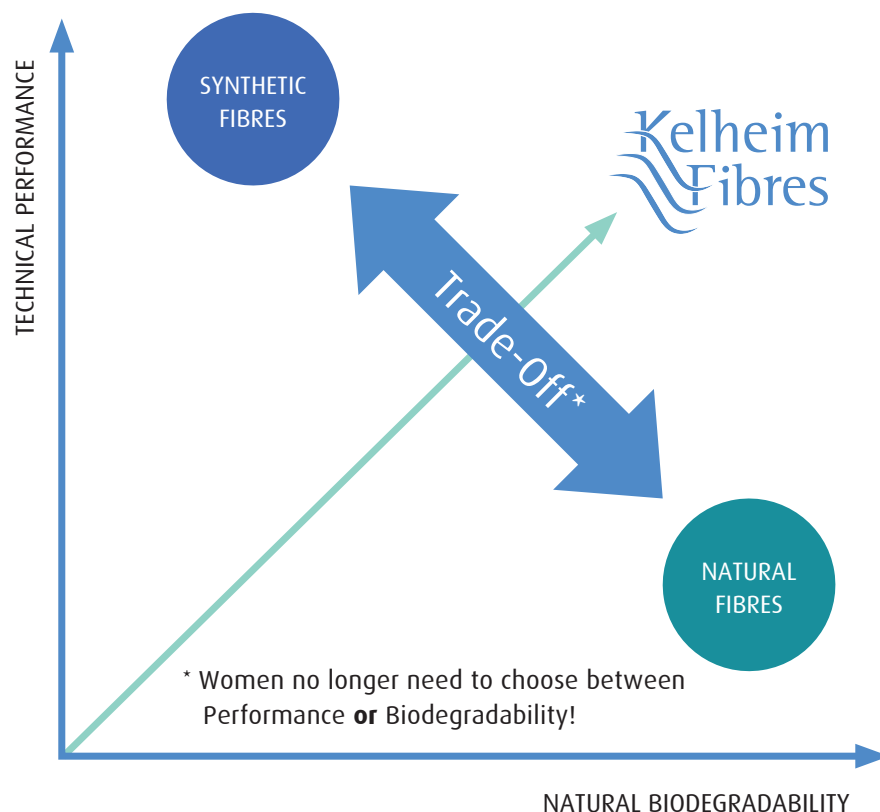 TECHNICAL PERFORMANCE
SYNTHETIC
FIBRES
Kelheim
Fibres
Trade-Off*
NATURAL
FIBRES
* Women no longer need to choose between
Performance or Biodegradability!
NATURAL BIODEGRADABILITY